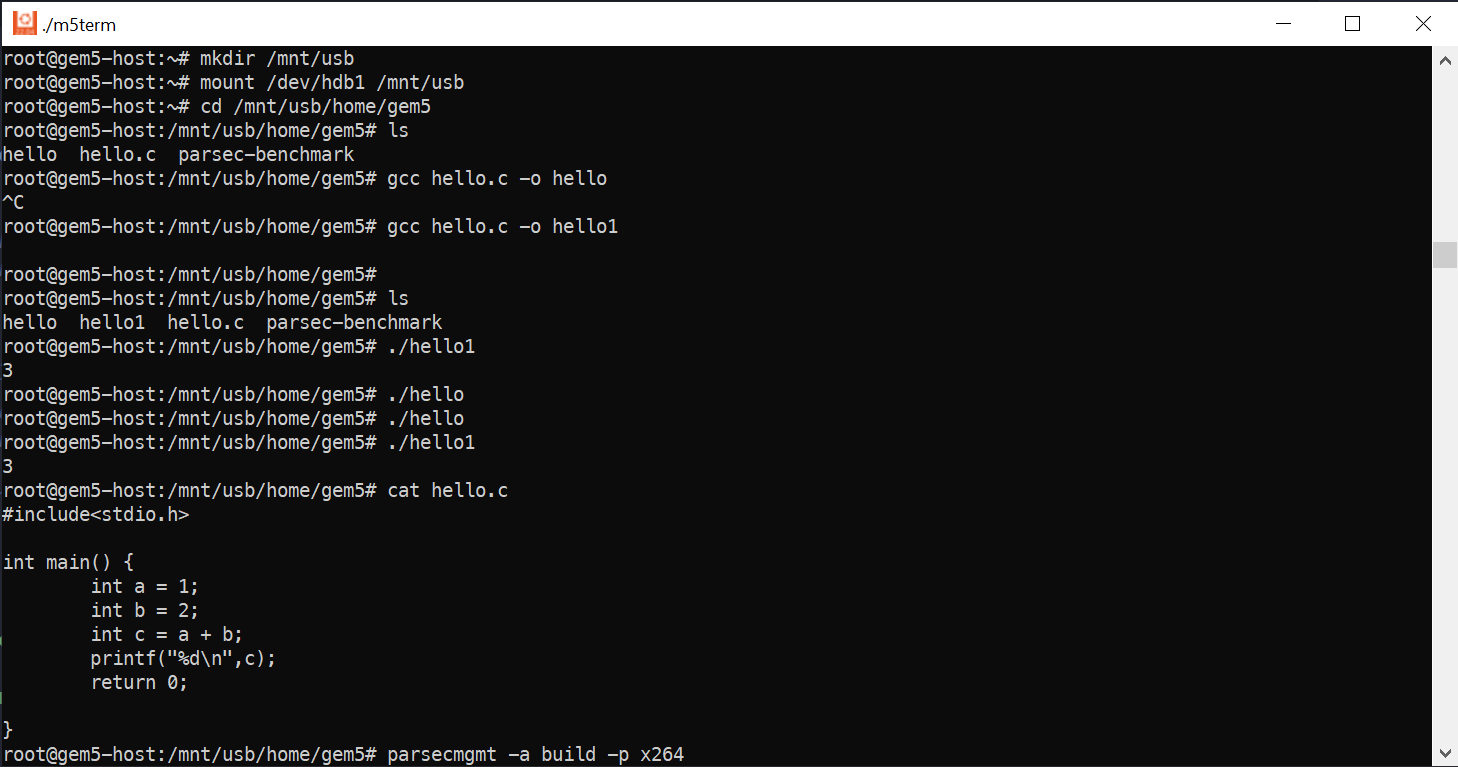 ./m5term
root@gem5-host:~# mkdir /mnt/usb
root@gem5-host:~# mount /dev/hdb1 /mnt/usb
root@gem5-host:~# cd /mnt/usb/home/gem5
root@gem5-host:/mnt/usb/home/gem5# ls
hello  hello.c  parsec-benchmark
root@gem5-host:/mnt/usb/home/gem5# gcc hello.c -o hello
^C
root@gem5-host:/mnt/usb/home/gem5# gcc hello.c -o hello1
root@gem5-host:/mnt/usb/home/gem5#
root@gem5-host:/mnt/usb/home/gem5# ls
hello  hello1  hello.c  parsec-benchmark
root@gem5-host:/mnt/usb/home/gem5# ./hello1
3
root@gem5-host:/mnt/usb/home/gem5# ./hello
root@gem5-host:/mnt/usb/home/gem5# ./hello
root@gem5-host:/mnt/usb/home/gem5# ./hello1
3
root@gem5-host:/mnt/usb/home/gem5# cat hello.c
#include<stdio.h>
int main() {
        int a = 1;
        int b = 2;
        int c = a + b;
        printf("%d\n",c);
        return 0;
}
root@gem5-host:/mnt/usb/home/gem5# parsecmgmt -a build -p x264